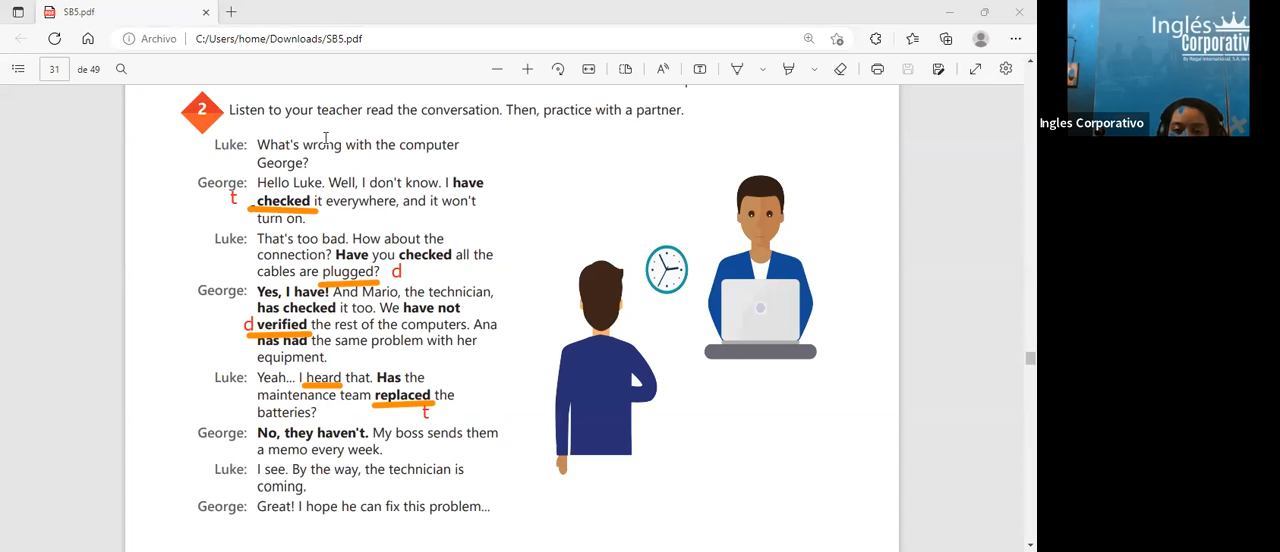 SB5.pdf
Archivo C:/Users/home/Downloads/SB5.pdf
31 de 49
2 Listen to your teacher read the conversation. Then, practice with a partner.
Luke: What's wrong with the computer
George?
George: Hello Luke. Well, I don't know. I have
t checked it everywhere, and it won't
turn on.
Luke: That's too bad. How about the
connection? Have you checked all the
cables are plugged? d
George: Yes, I have! And Mario, the technician,
has checked it too. We have not
d verified the rest of the computers. Ana
has had the same problem with her
equipment.
Luke: Yeah... I heard that. Has the
maintenance team replaced the
batteries? t
George: No, they haven't. My boss sends them
a memo every week.
Luke: I see. By the way, the technician is
coming.
George: Great! I hope he can fix this problem...
Inglés
Corporativ
By Regal International, S.A. de
Ingles Corporativo